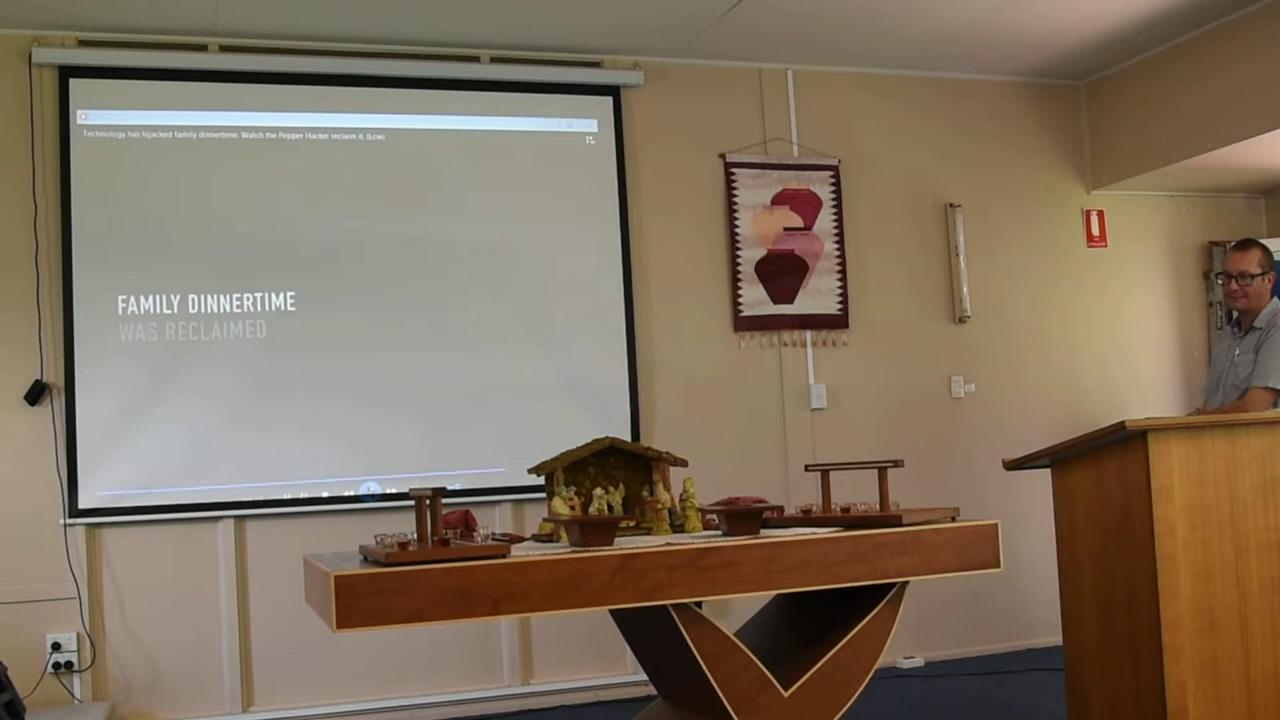 Technology has hijacked family dinnertime. Watch the Pepper Hacker reclaim it. (Low)
FAMILY DINNERTIME
WAS RECLAIMED